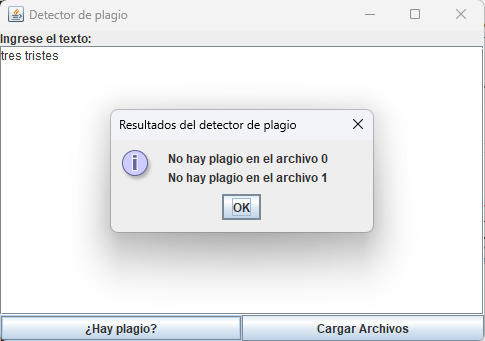 Detector de plagio
Ingrese el texto:
tres tristes
Resultados del detector de plagio
No hay plagio en el archivo 0
No hay plagio en el archivo 1
OK
¿Hay plagio?
Cargar Archivos